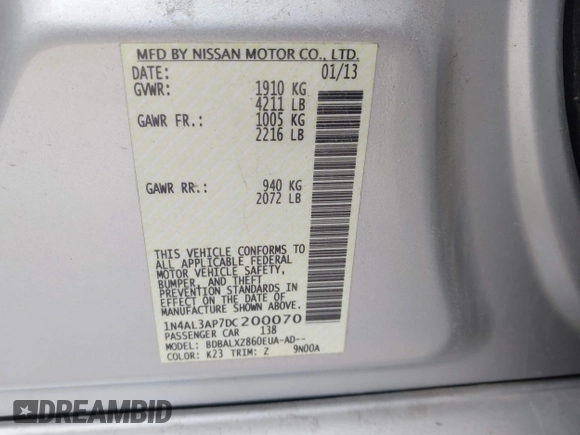 MFD BY NISSAN MOTOR CO., LTD.
DATE: 01/13
GVWR: 1910 KG
4211 LB
GAWR FR.: 1005 KG
2216 LB
GAWR RR.: 940 KG
2072 LB
THIS VEHICLE CONFORMS TO
ALL APPLICABLE FEDERAL
MOTOR VEHICLE SAFETY,
BUMPER, AND THEFT
PREVENTION STANDARDS IN
EFFECT ON THE DATE OF
MANUFACTURE SHOWN ABOVE.
1N4AL3AP7DC200070
PASSENGER CAR 138
MODEL: BDBALXZ860EUA-AD--
COLOR: K23 TRIM: Z 9N00A
DREAMBID